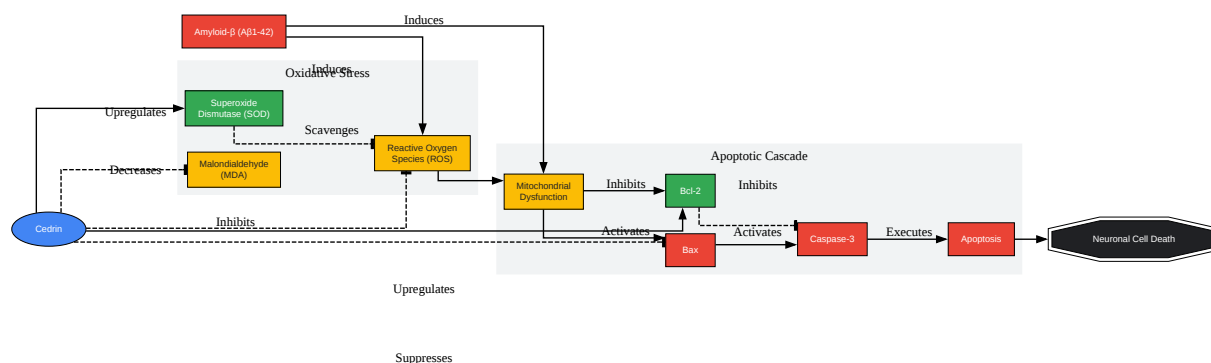 Induces
Amyloid-β (Aβ1-42)
Induces
Oxidative Stress
Superoxide
Dismutase (SOD)
Upregulates
Scavenges
Reactive Oxygen
Species (ROS)
Malondialdehyde
(MDA)
Decreases
Apoptotic Cascade
Mitochondrial
Dysfunction
Inhibits
Bcl-2
Inhibits
Cedrin
Inhibits
Activates
Bax
Activates
Caspase-3
Executes
Apoptosis
Neuronal Cell Death
Upregulates
Suppresses